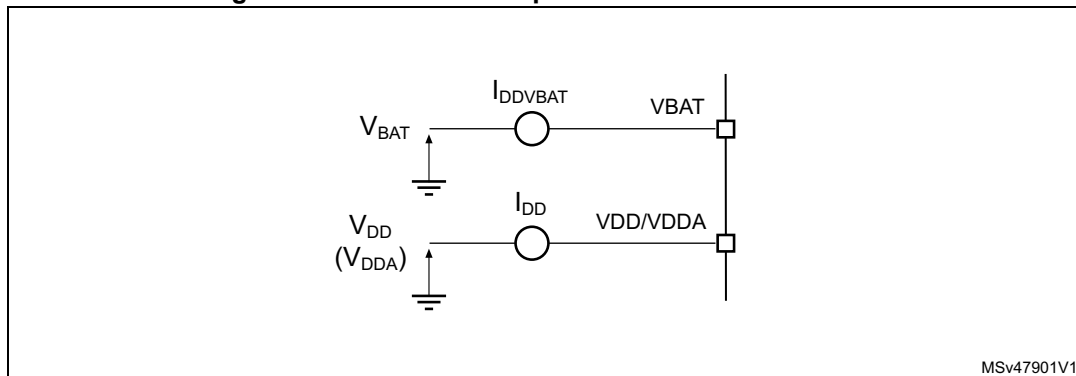 I_DDVBAT
VBAT
V_BAT
I_DD
VDD/VDDA
V_DD
(V_DDA)
MSv47901V1